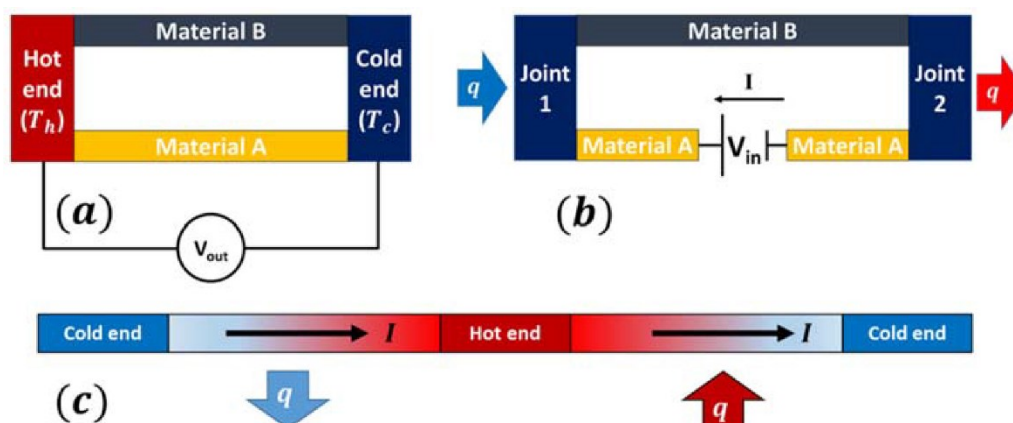 Material B
Hot
end
(T_h)
Cold
end
(T_c)
Material A
(a)
V_out
q
Material B
Joint
1
I
Joint
2
q
Material A
V_in
Material A
(b)
Cold end
I
Hot end
I
Cold end
(c)
q
q